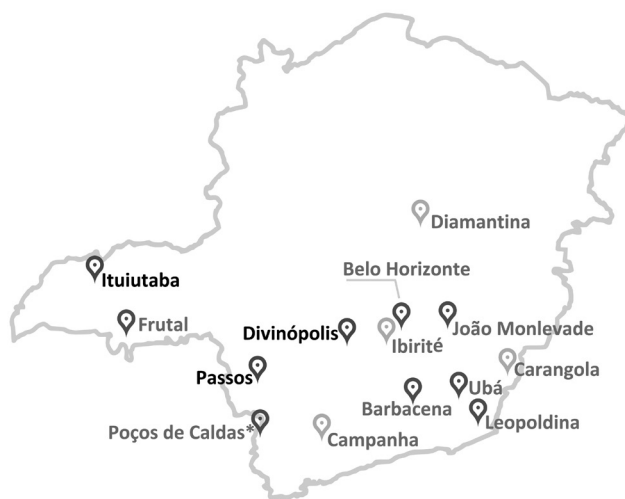 Diamantina
Belo Horizonte
Ituiutaba
Frutal
Divinópolis
João Monlevade
Ibirité
Carangola
Passos
Ubá
Barbacena
Leopoldina
Poços de Caldas*
Campanha